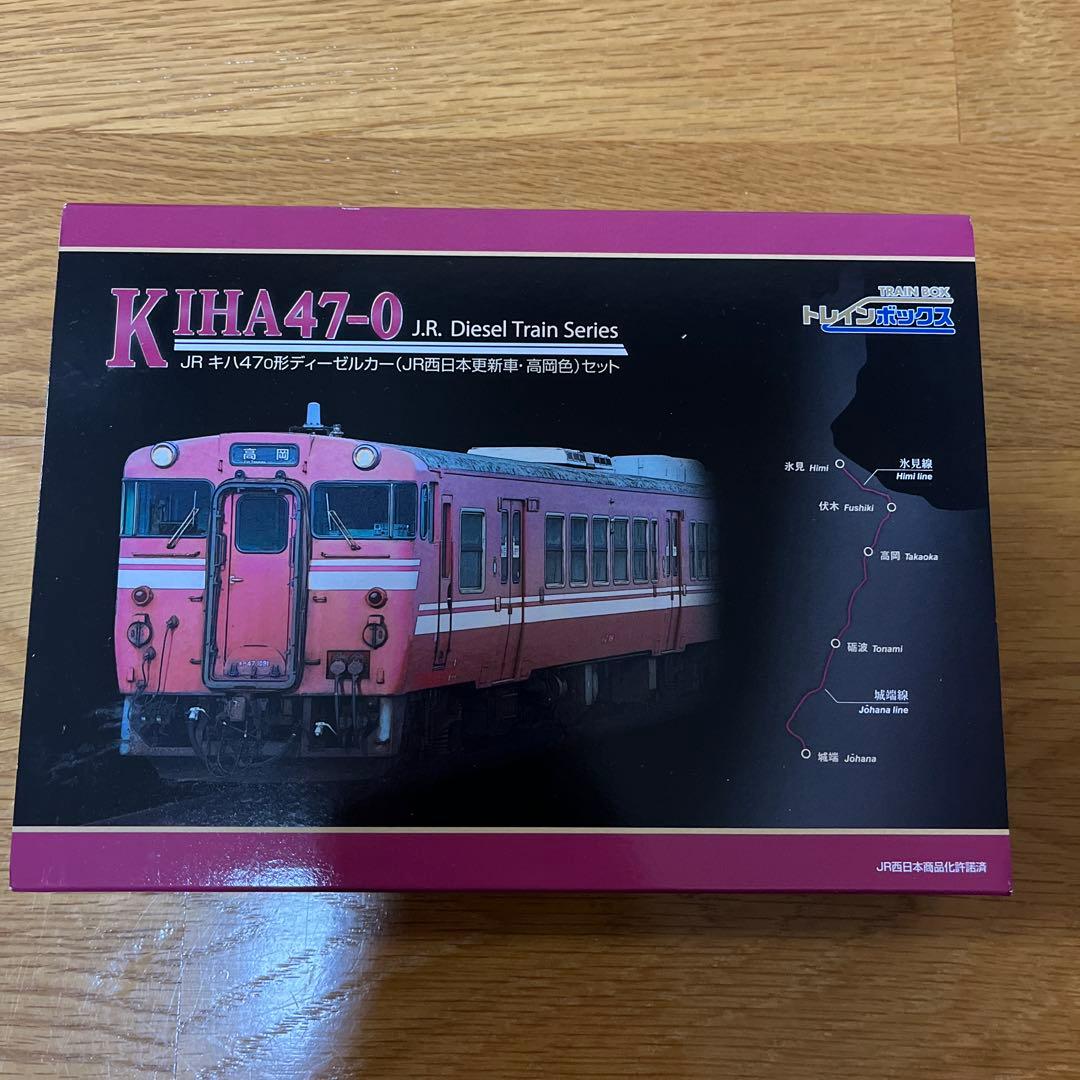 KIHA47-0 J.R. Diesel Train Series
JR キハ470形ディーゼルカー(JR西日本更新車・高岡色)セット
TRAIN BOX
トレインボックス
高岡
氷見 Himi
氷見線
Himi line
伏木 Fushiki
高岡 Takaoka
砺波 Tonami
城端線
Jōhana line
城端 Jōhana
JR西日本商品化許諾済